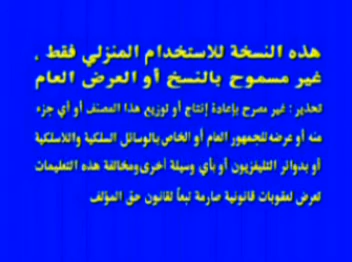 هذه النسخة للاستخدام المنزلي فقط .
غير مسموح بالنسخ أو العرض العام
تحذير : غير مصرح بإعادة إنتاج أو توزيع هذا المصنف أو أي جزء
منه أو عرضه للجمهور العام أو الخاص بالوسائل السلكية واللاسلكية
أو بدوائر التليفزيون أو بأي وسيلة أخرى ومخالفة هذه التعليمات
تعرض لعقوبات قانونية صارمة تبعاً لقانون حق المؤلف